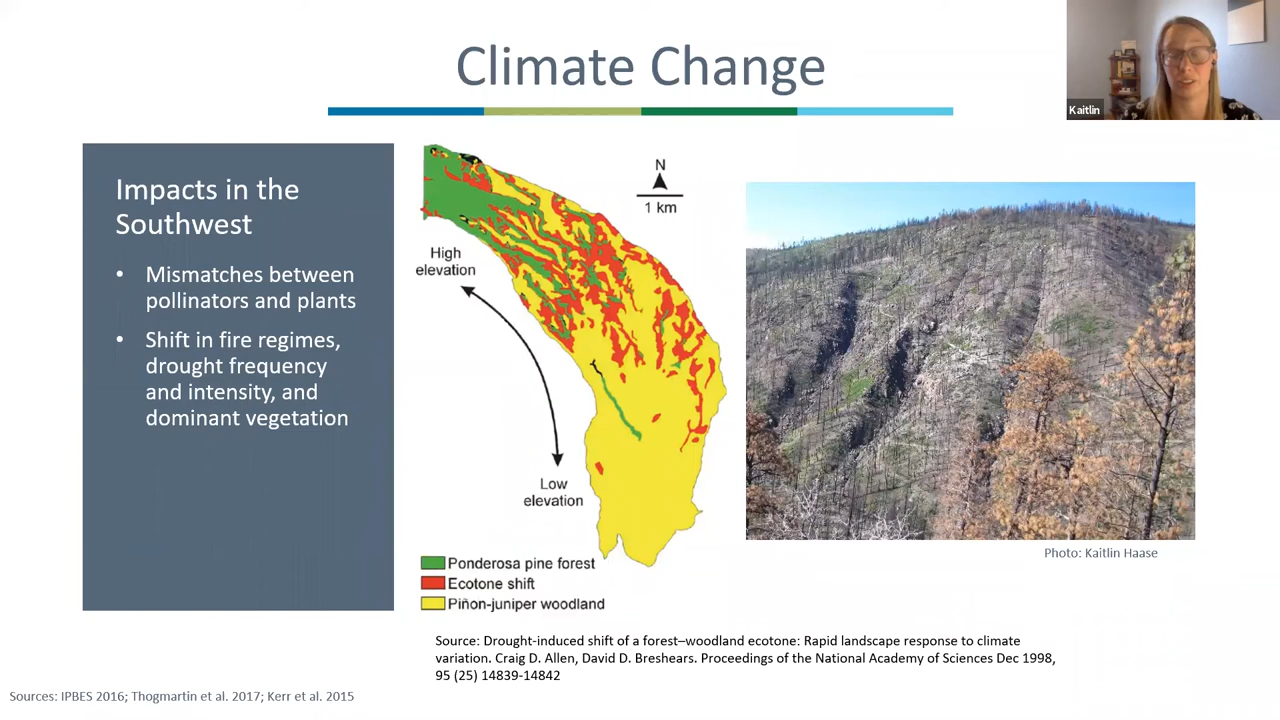 Climate Change
Kaitlin
Impacts in the
Southwest
• Mismatches between
pollinators and plants
• Shift in fire regimes,
drought frequency
and intensity, and
dominant vegetation
N
1 km
High
elevation
Low
elevation
Ponderosa pine forest
Ecotone shift
Piñon-juniper woodland
Photo: Kaitlin Haase
Source: Drought-induced shift of a forest–woodland ecotone: Rapid landscape response to climate
variation. Craig D. Allen, David D. Breshears. Proceedings of the National Academy of Sciences Dec 1998,
95 (25) 14839-14842
Sources: IPBES 2016; Thogmartin et al. 2017; Kerr et al. 2015